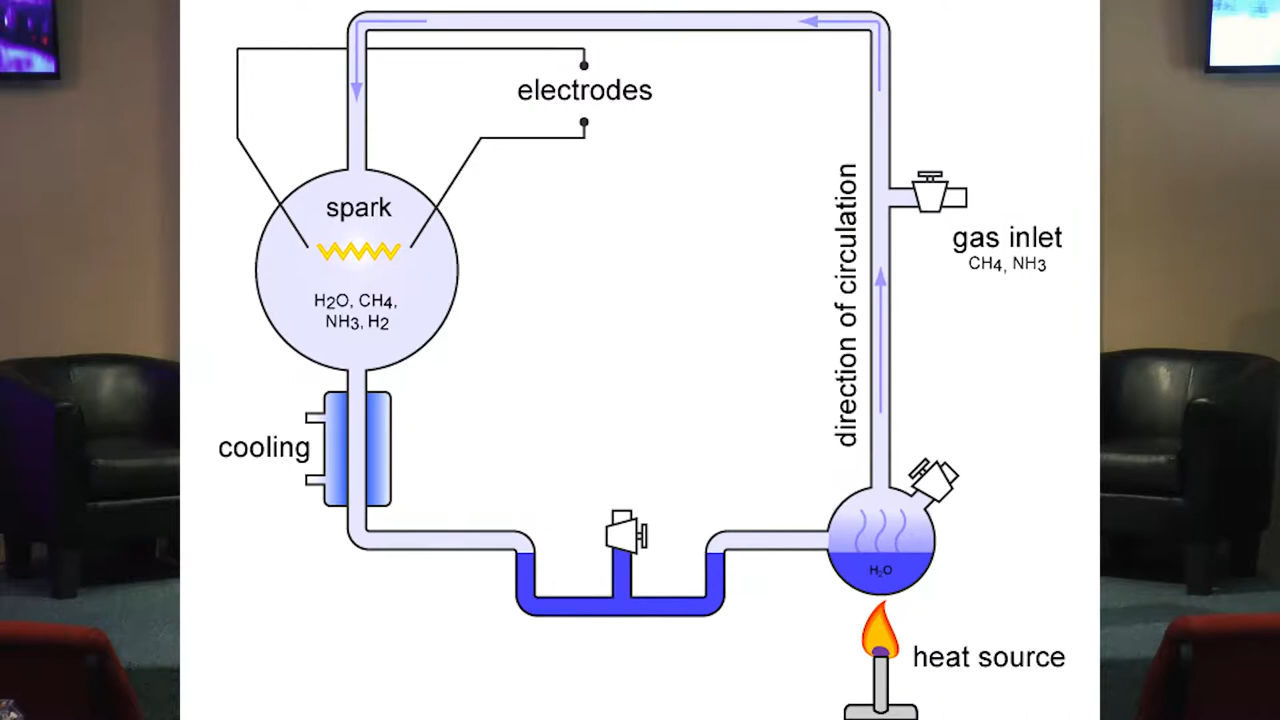 electrodes
spark
H2O, CH4,
NH3, H2
direction of circulation
gas inlet
CH4, NH3
cooling
H₂O
heat source